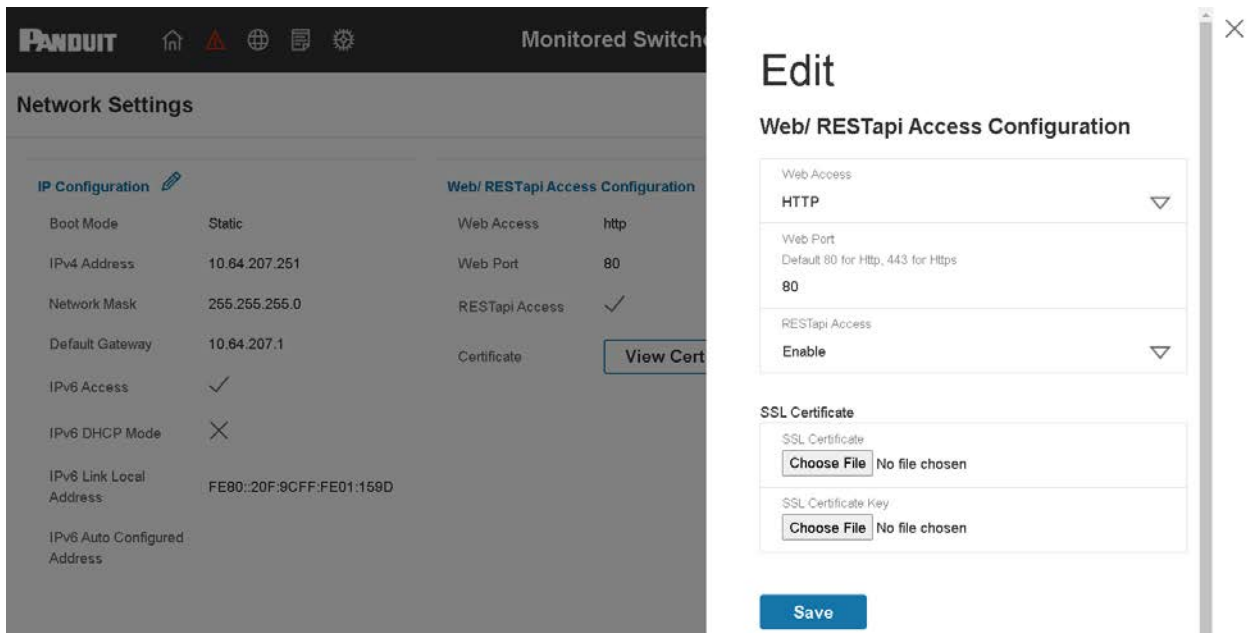 PANDUIT
Monitored Switche
Network Settings
IP Configuration
Boot Mode Static
IPv4 Address 10.64.207.251
Network Mask 255.255.255.0
Default Gateway 10.64.207.1
IPv6 Access
IPv6 DHCP Mode
IPv6 Link Local
Address
FE80::20F:9CFF:FE01:159D
IPv6 Auto Configured
Address
Web/ RESTapi Access Configuration
Web Access http
Web Port 80
RESTapi Access
Certificate View Cert
Edit
Web/ RESTapi Access Configuration
Web Access
HTTP
Web Port
Default 80 for Http, 443 for Https
80
RESTapi Access
Enable
SSL Certificate
SSL Certificate
Choose File No file chosen
SSL Certificate Key
Choose File No file chosen
Save